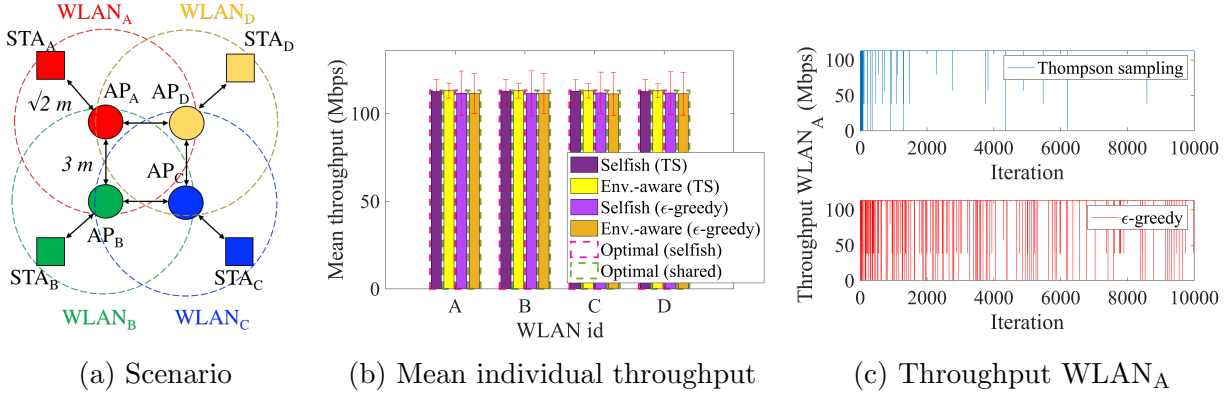 WLAN_A
WLAN_D
STA_A
STA_D
AP_A
AP_D
√2 m
3 m
AP_C
AP_B
STA_B
STA_C
WLAN_B
WLAN_C
(a) Scenario
Mean throughput (Mbps)
100
50
0
Selfish (TS)
Env.-aware (TS)
Selfish (ϵ-greedy)
Env.-aware (ϵ-greedy)
Optimal (selfish)
Optimal (shared)
A B C D
WLAN id
(b) Mean individual throughput
Throughput WLAN_A (Mbps)
100
50
0
Thompson sampling
0 2000 4000 6000 8000 10000
Iteration
100
50
0
ϵ-greedy
0 2000 4000 6000 8000 10000
Iteration
(c) Throughput WLAN_A